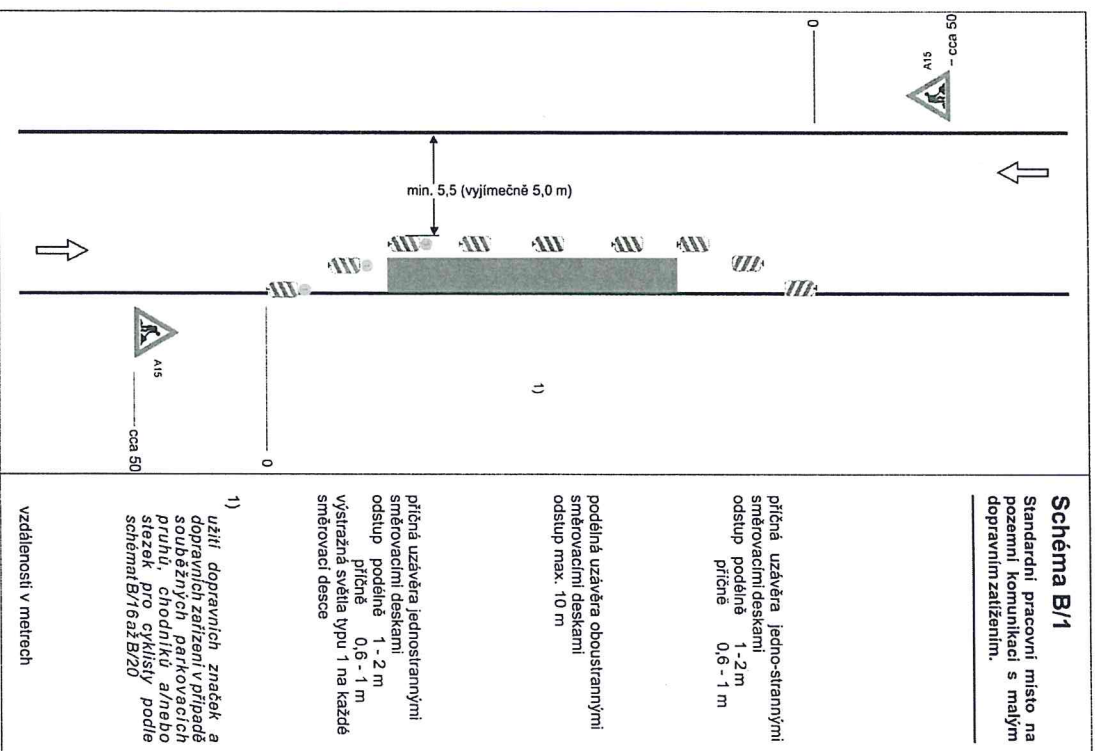 Schéma B/1
Standardní pracovní místo na
pozemní komunikaci s malým
dopravním zatížením.
příčná uzávěra jedno-strannými
směrovacími deskami
odstup podélně 1 - 2 m
příčně 0,6 - 1 m
podélná uzávěra oboustrannými
směrovacími deskami
odstup max. 10 m
příčná uzávěra jednostrannými
směrovacími deskami
odstup podélně 1 - 2 m
příčně 0,6 - 1 m
výstražná světla typu 1 na každé
směrovací desce
1)
užití dopravních značek a
dopravních zařízení v případě
souběžných parkovacích
pruhů, chodníků a/nebo
stezek pro cyklisty podle
schémat B/16 až B/20
vzdálenosti v metrech
cca 50
A15
0
min. 5,5 (vyjímečně 5,0 m)
1)
0
A15
cca 50